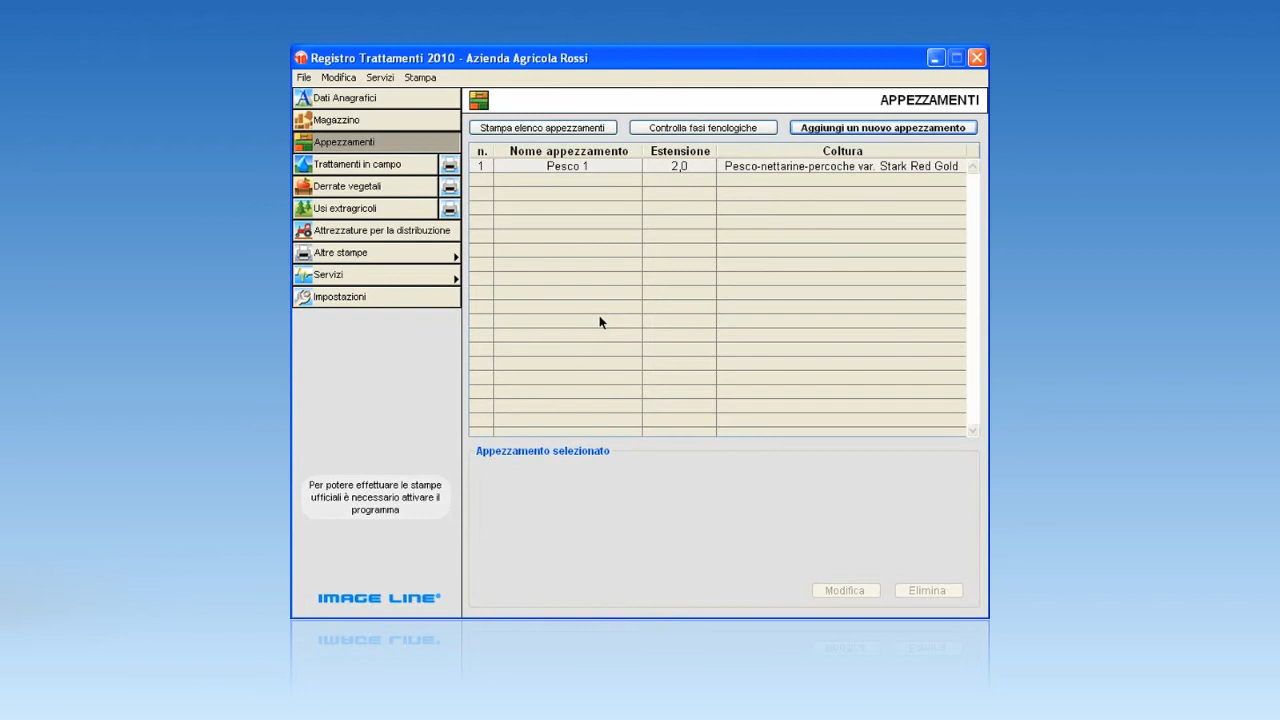 Registro Trattamenti 2010 - Azienda Agricola Rossi
File Modifica Servizi Stampa
Dati Anagrafici
Magazzino
Appezzamenti
Trattamenti in campo
Derrate vegetali
Usi extragricoli
Attrezzature per la distribuzione
Altre stampe
Servizi
Impostazioni
Per potere effettuare le stampe
ufficiali è necessario attivare il
programma
IMAGE LINE®
APPEZZAMENTI
Stampa elenco appezzamenti Controlla fasi fenologiche Aggiungi un nuovo appezzamento
n. Nome appezzamento Estensione Coltura
1 Pesco 1 2,0 Pesco-nettarine-percoche var. Stark Red Gold
Appezzamento selezionato
Modifica Elimina